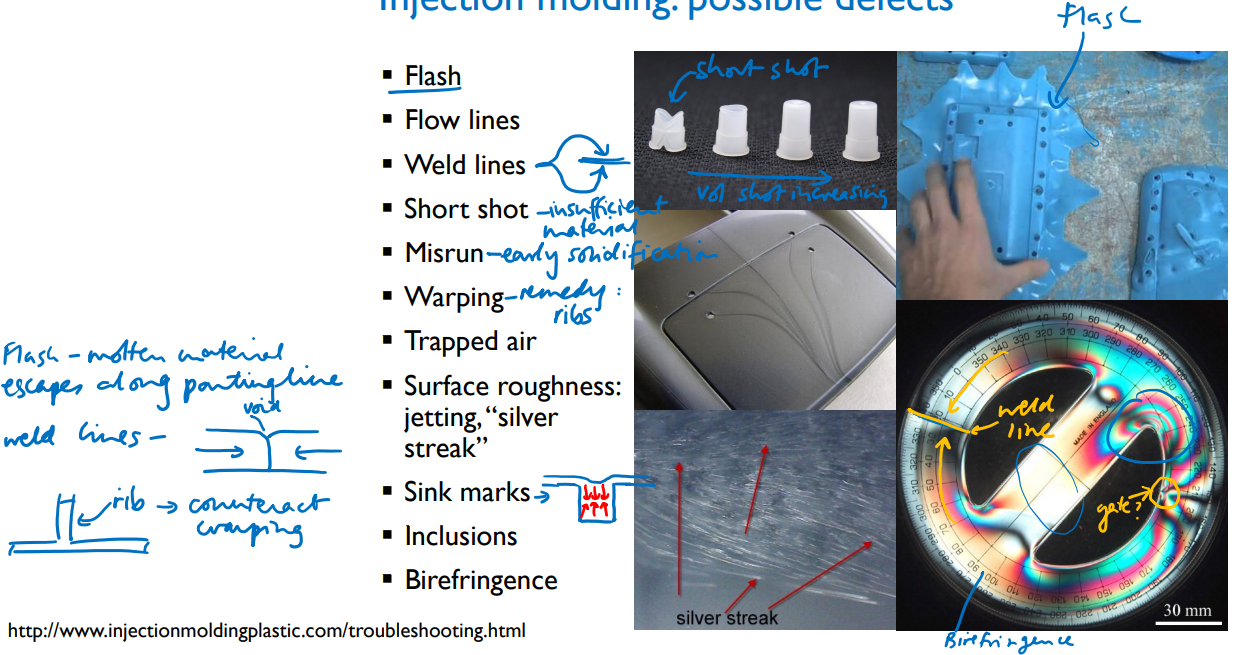 Injection molding: possible defects
▪ Flash
▪ Flow lines
▪ Weld lines
▪ Short shot
-insufficient
material
▪ Misrun
-early solidification
▪ Warping
-remedy:
ribs
▪ Trapped air
▪ Surface roughness:
jetting, "silver
streak"
▪ Sink marks
▪ Inclusions
▪ Birefringence
Flash - molten material
escapes along parting line
void
weld lines -
rib → counteract
warping
http://www.injectionmoldingplastic.com/troubleshooting.html
short shot
vol shot increasing
flash
silver streak
weld
line
MADE IN ENGLAND
gate?
30 mm
Birefringence